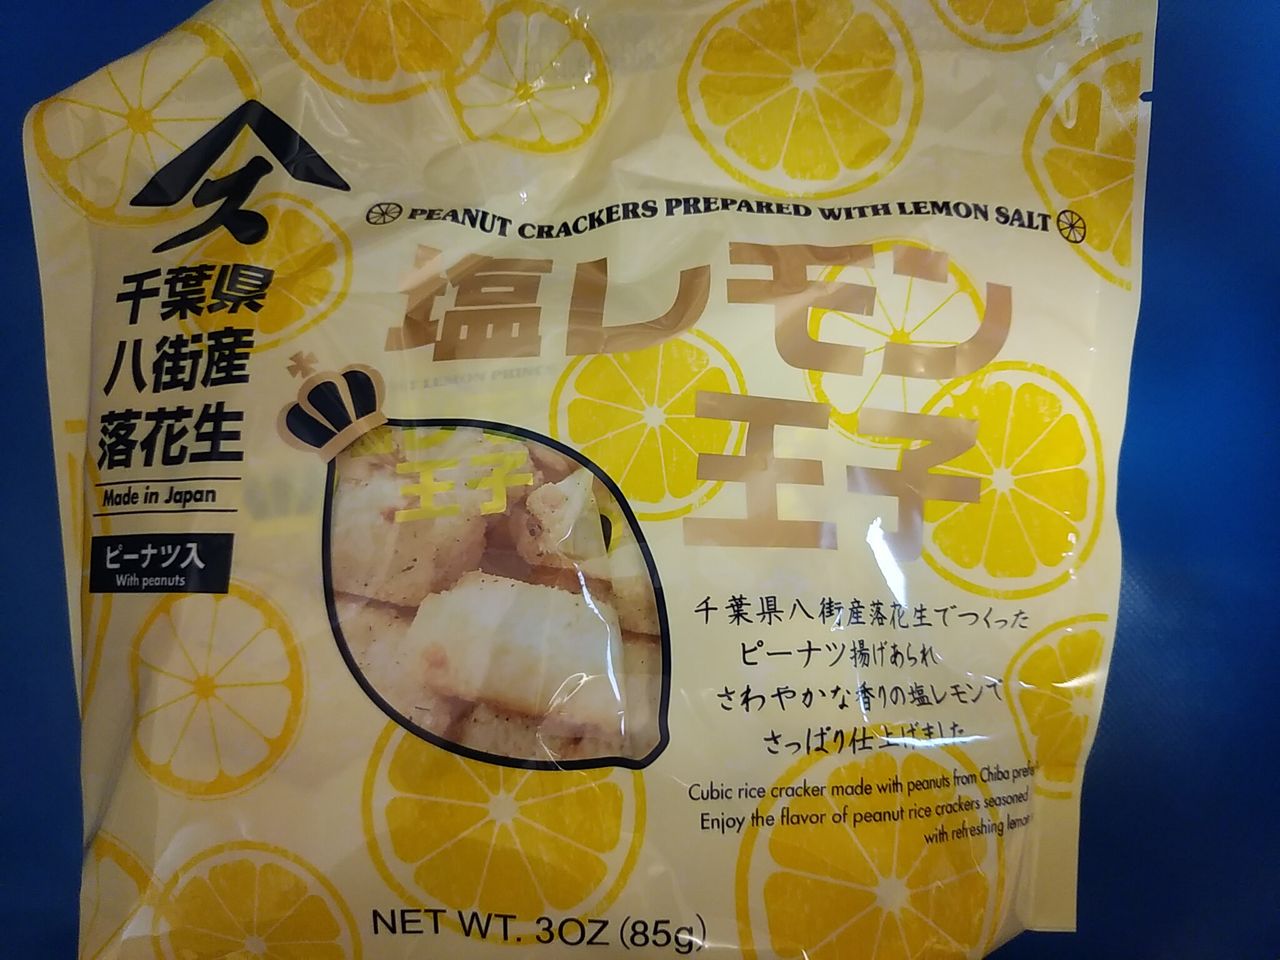 PEANUT CRACKERS PREPARED WITH LEMON SALT
塩レモン
王子
千葉県
八街産
落花生
Made in Japan
ピーナツ入
With peanuts
王子
千葉県八街産落花生でつくった
ピーナツ揚げあられ
さわやかな香りの塩レモンで
さっぱり仕上げました
Cubic rice cracker made with peanuts from Chiba
Enjoy the flavor of peanut rice crackers seasoned
with refreshing lemon
NET WT. 3OZ (85g)